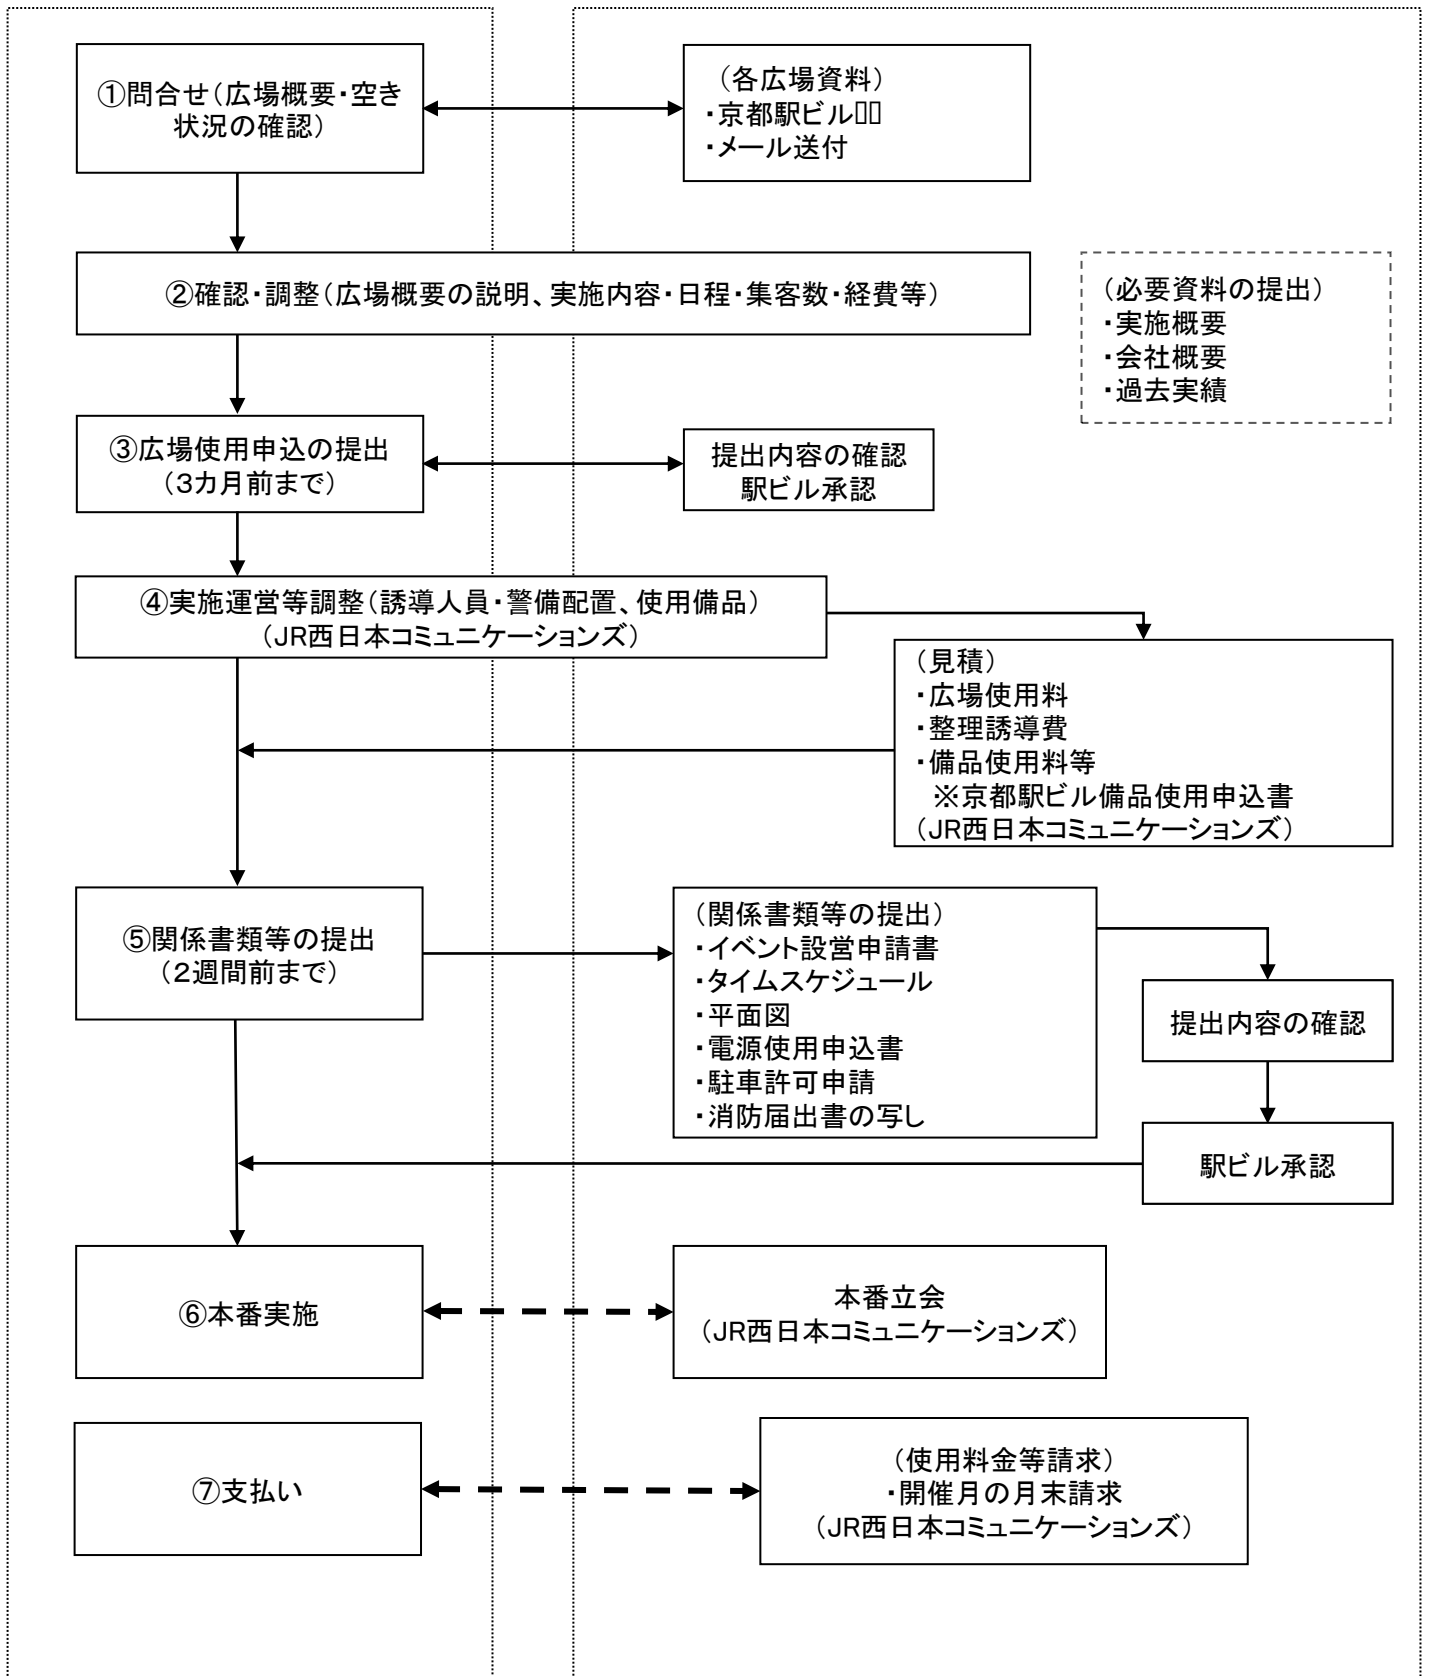 ①問合せ（広場概要・空き
状況の確認）
（各広場資料）
・京都駅ビル
・メール送付
②確認・調整（広場概要の説明、実施内容・日程・集客数・経費等）
（必要資料の提出）
・実施概要
・会社概要
・過去実績
③広場使用申込の提出
（３カ月前まで）
提出内容の確認
駅ビル承認
④実施運営等調整（誘導人員・警備配置、使用備品）
（JR西日本コミュニケーションズ）
（見積）
・広場使用料
・整理誘導費
・備品使用料等
※京都駅ビル備品使用申込書
（JR西日本コミュニケーションズ）
⑤関係書類等の提出
（２週間前まで）
（関係書類等の提出）
・イベント設営申請書
・タイムスケジュール
・平面図
・電源使用申込書
・駐車許可申請
・消防届出書の写し
提出内容の確認
駅ビル承認
⑥本番実施
本番立会
（JR西日本コミュニケーションズ）
⑦支払い
（使用料金等請求）
・開催月の月末請求
（JR西日本コミュニケーションズ）